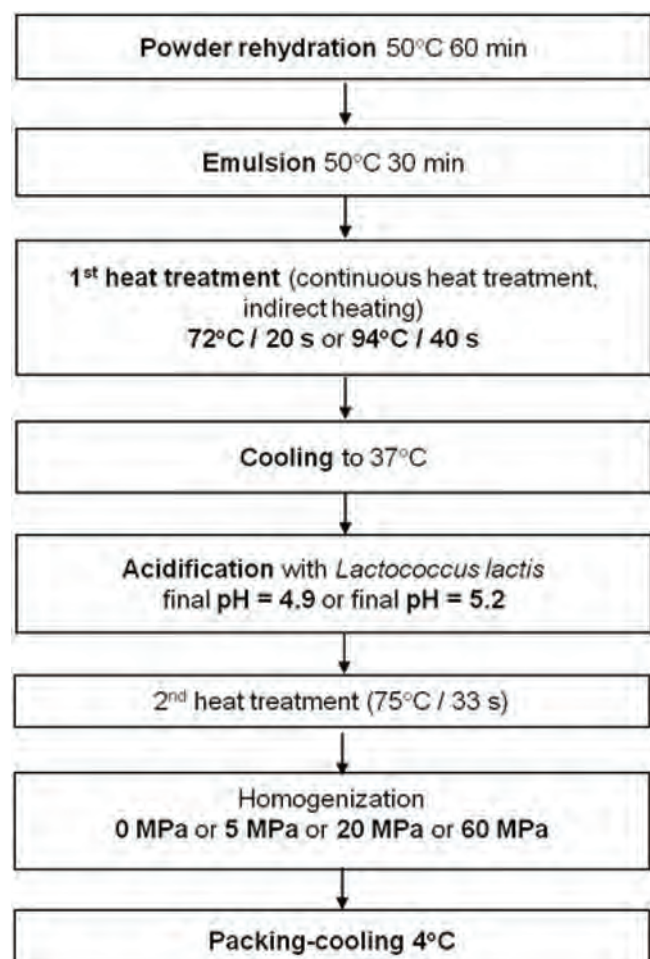 Powder rehydration 50°C 60 min
Emulsion 50°C 30 min
1st heat treatment (continuous heat treatment,
indirect heating)
72°C / 20 s or 94°C / 40 s
Cooling to 37°C
Acidification with Lactococcus lactis
final pH = 4.9 or final pH = 5.2
2nd heat treatment (75°C / 33 s)
Homogenization
0 MPa or 5 MPa or 20 MPa or 60 MPa
Packing-cooling 4°C